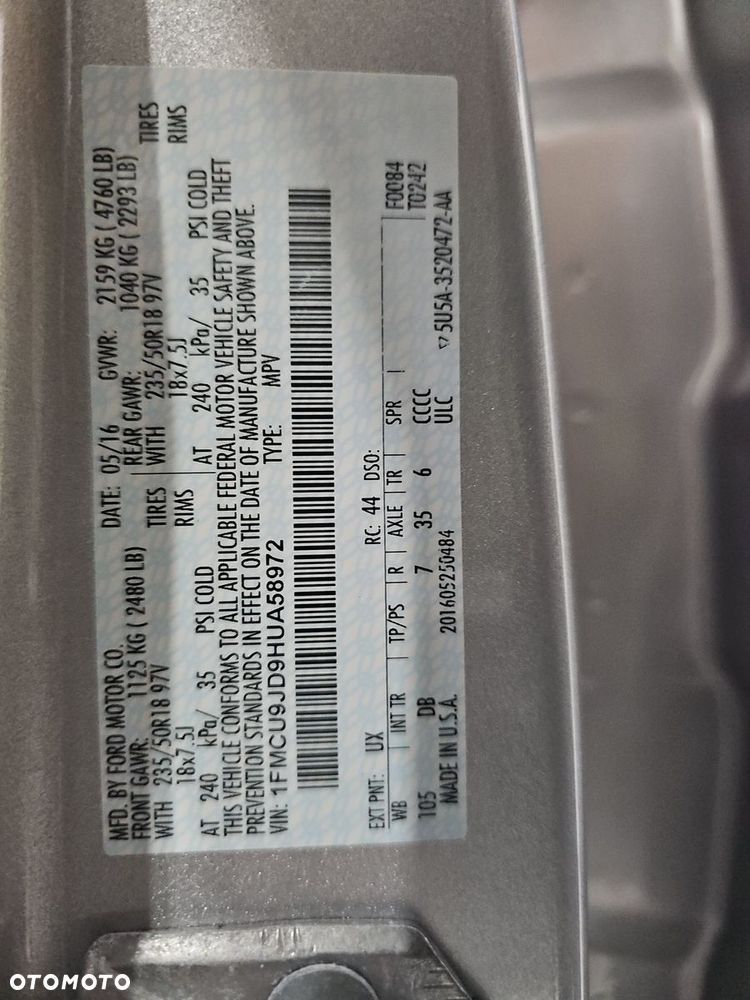 MFD. BY FORD MOTOR CO.
DATE: 05/16 GVWR: 2159 KG ( 4760 LB)
FRONT GAWR: 1125 KG ( 2480 LB) REAR GAWR: 1040 KG ( 2293 LB)
WITH 235/50R18 97V TIRES WITH 235/50R18 97V TIRES
18x7.5J RIMS 18x7.5J RIMS
AT 240 kPa/ 35 PSI COLD AT 240 kPa/ 35 PSI COLD
THIS VEHICLE CONFORMS TO ALL APPLICABLE FEDERAL MOTOR VEHICLE SAFETY AND THEFT
PREVENTION STANDARDS IN EFFECT ON THE DATE OF MANUFACTURE SHOWN ABOVE.
VIN: 1FMCU9JD9HUA58972 TYPE: MPV
EXT PNT: UX RC: 44 DSO:
WB INT TR TP/PS R AXLE TR SPR F0084
105 DB 7 35 6 CCCC T0242
MADE IN U.S.A. 201605250484 ULC ▽5U5A-3520472-AA
OTOMOTO